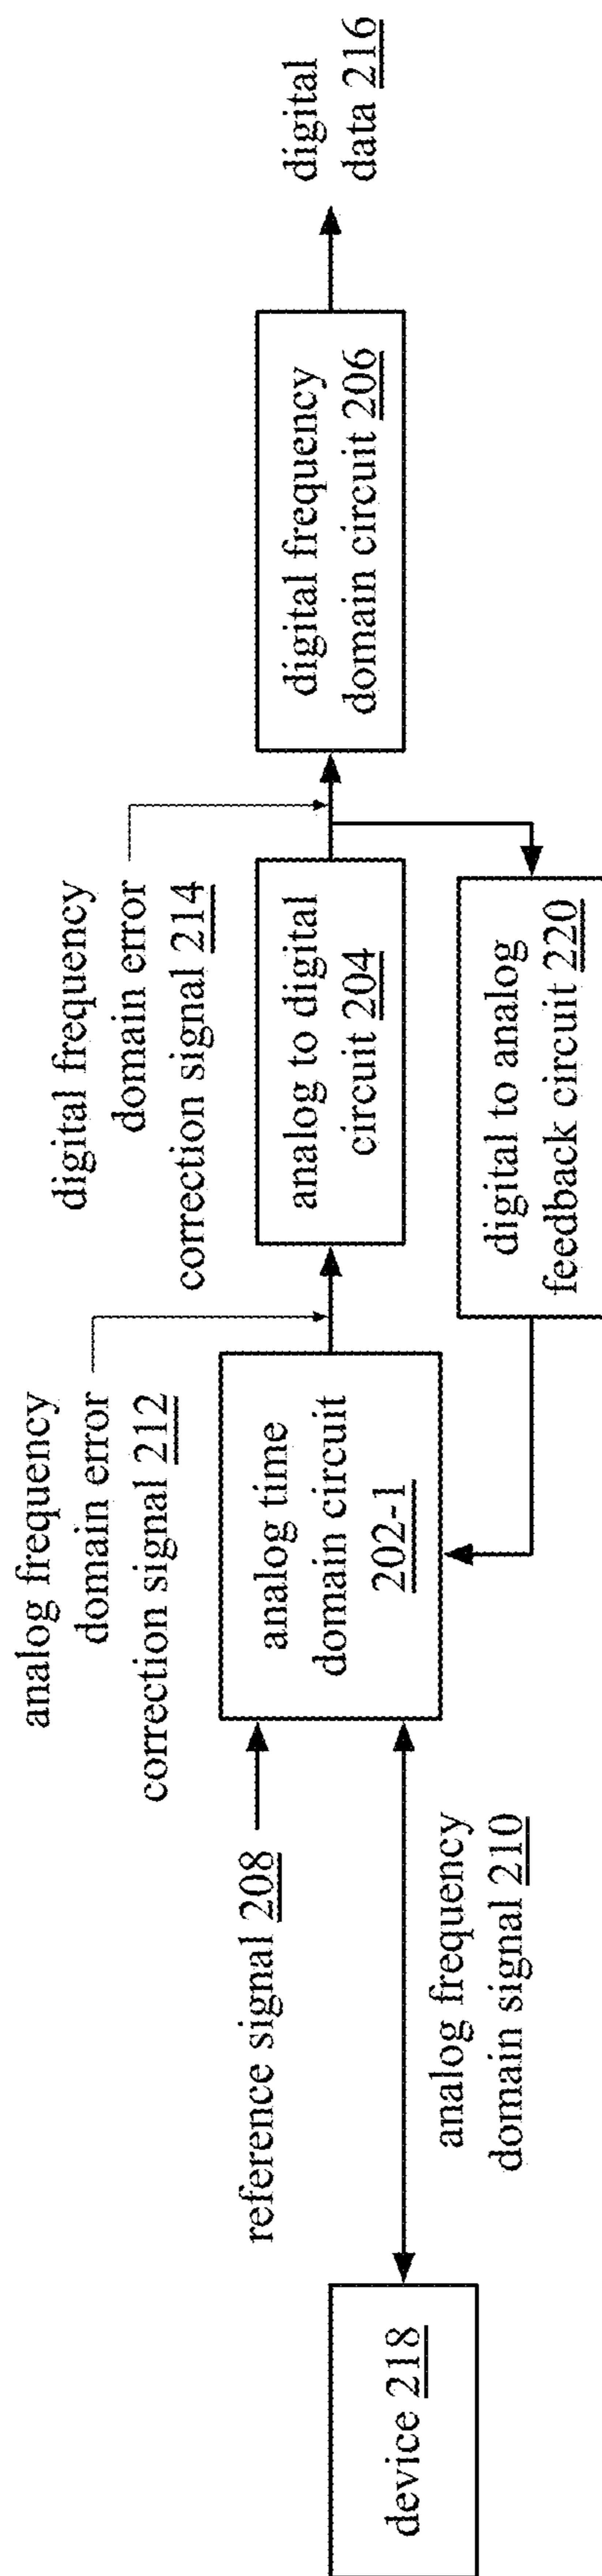 device 218
reference signal 208
analog frequency
domain signal 210
analog time
domain circuit
202-1
analog frequency
domain error
correction signal 212
analog to digital
circuit 204
digital frequency
domain error
correction signal 214
digital to analog
feedback circuit 220
digital frequency
domain circuit 206
digital
data 216